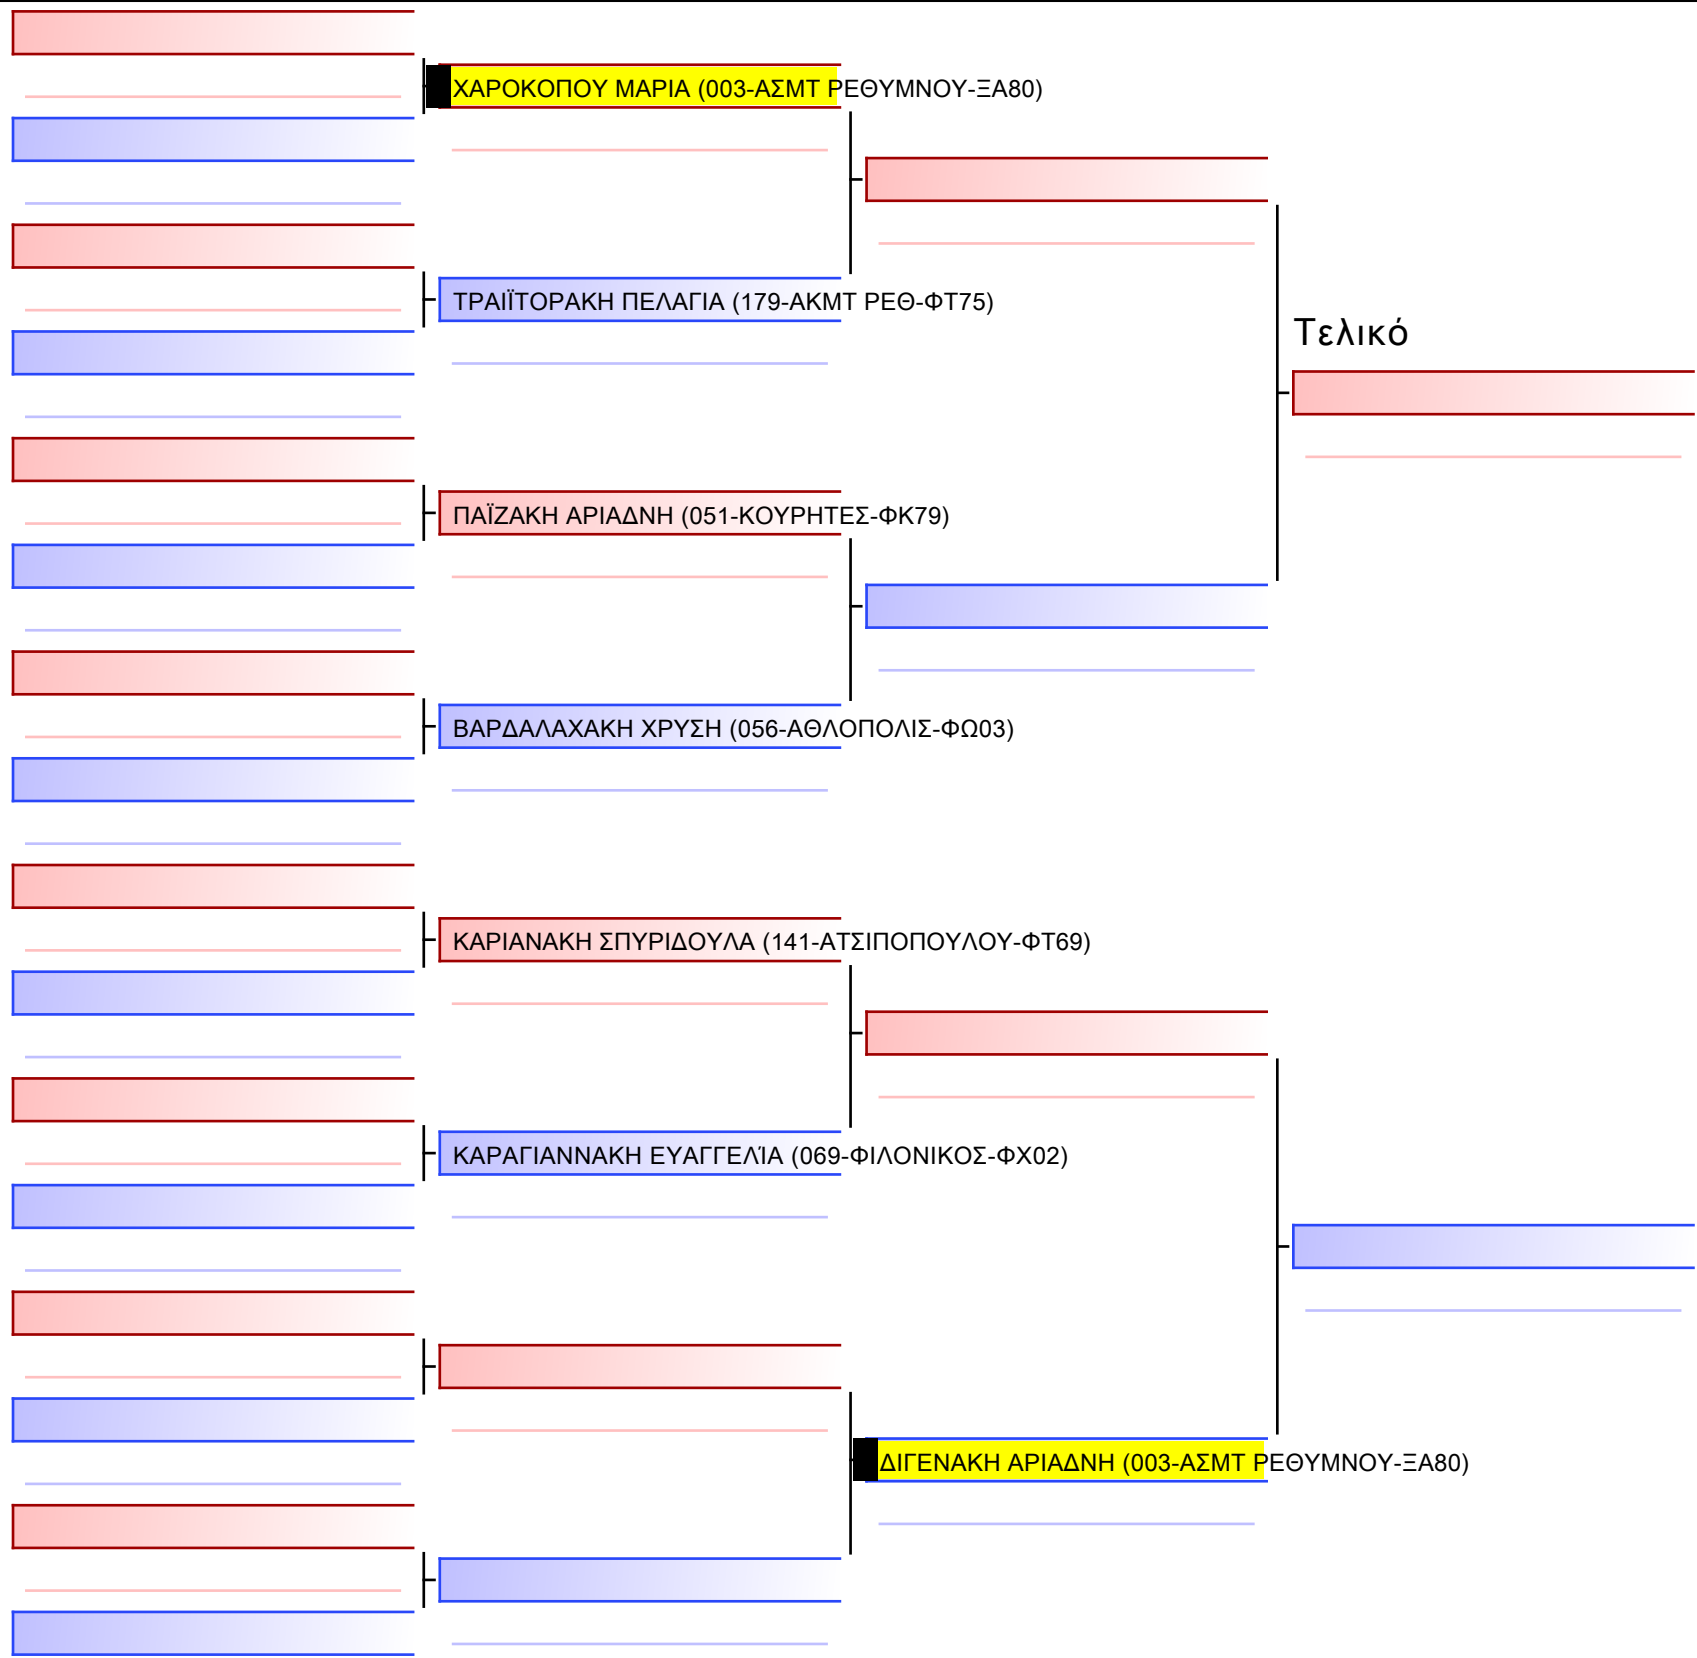 ΧΑΡΟΚΟΠΟΥ ΜΑΡΙΑ (003-ΑΣΜΤ ΡΕΘΥΜΝΟΥ-ΞΑ80)
ΤΡΑΙΪΤΟΡΑΚΗ ΠΕΛΑΓΙΑ (179-ΑΚΜΤ ΡΕΘ-ΦΤ75)
Τελικό
ΠΑΪΖΑΚΗ ΑΡΙΑΔΝΗ (051-ΚΟΥΡΗΤΕΣ-ΦΚ79)
ΒΑΡΔΑΛΑΧΑΚΗ ΧΡΥΣΗ (056-ΑΘΛΟΠΟΛΙΣ-ΦΩ03)
ΚΑΡΙΑΝΑΚΗ ΣΠΥΡΙΔΟΥΛΑ (141-ΑΤΣΙΠΟΠΟΥΛΟΥ-ΦΤ69)
ΚΑΡΑΓΙΑΝΝΑΚΗ ΕΥΑΓΓΕΛΊΑ (069-ΦΙΛΟΝΙΚΟΣ-ΦΧ02)
ΔΙΓΕΝΑΚΗ ΑΡΙΑΔΝΗ (003-ΑΣΜΤ ΡΕΘΥΜΝΟΥ-ΞΑ80)